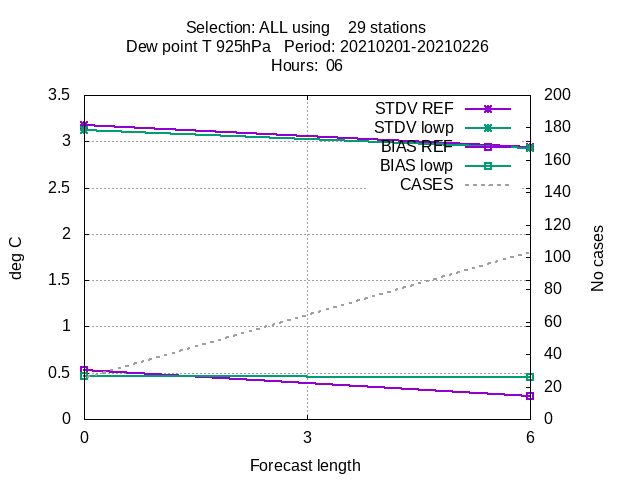 Selection: ALL using    29 stations
Dew point T 925hPa   Period: 20210201-20210226
Hours:  06
3.5
3
2.5
2
1.5
1
0.5
0
200
180
160
140
120
100
80
60
40
20
0
STDV REF
STDV lowp
BIAS REF
BIAS lowp
CASES
deg C
No cases
0
3
6
Forecast length